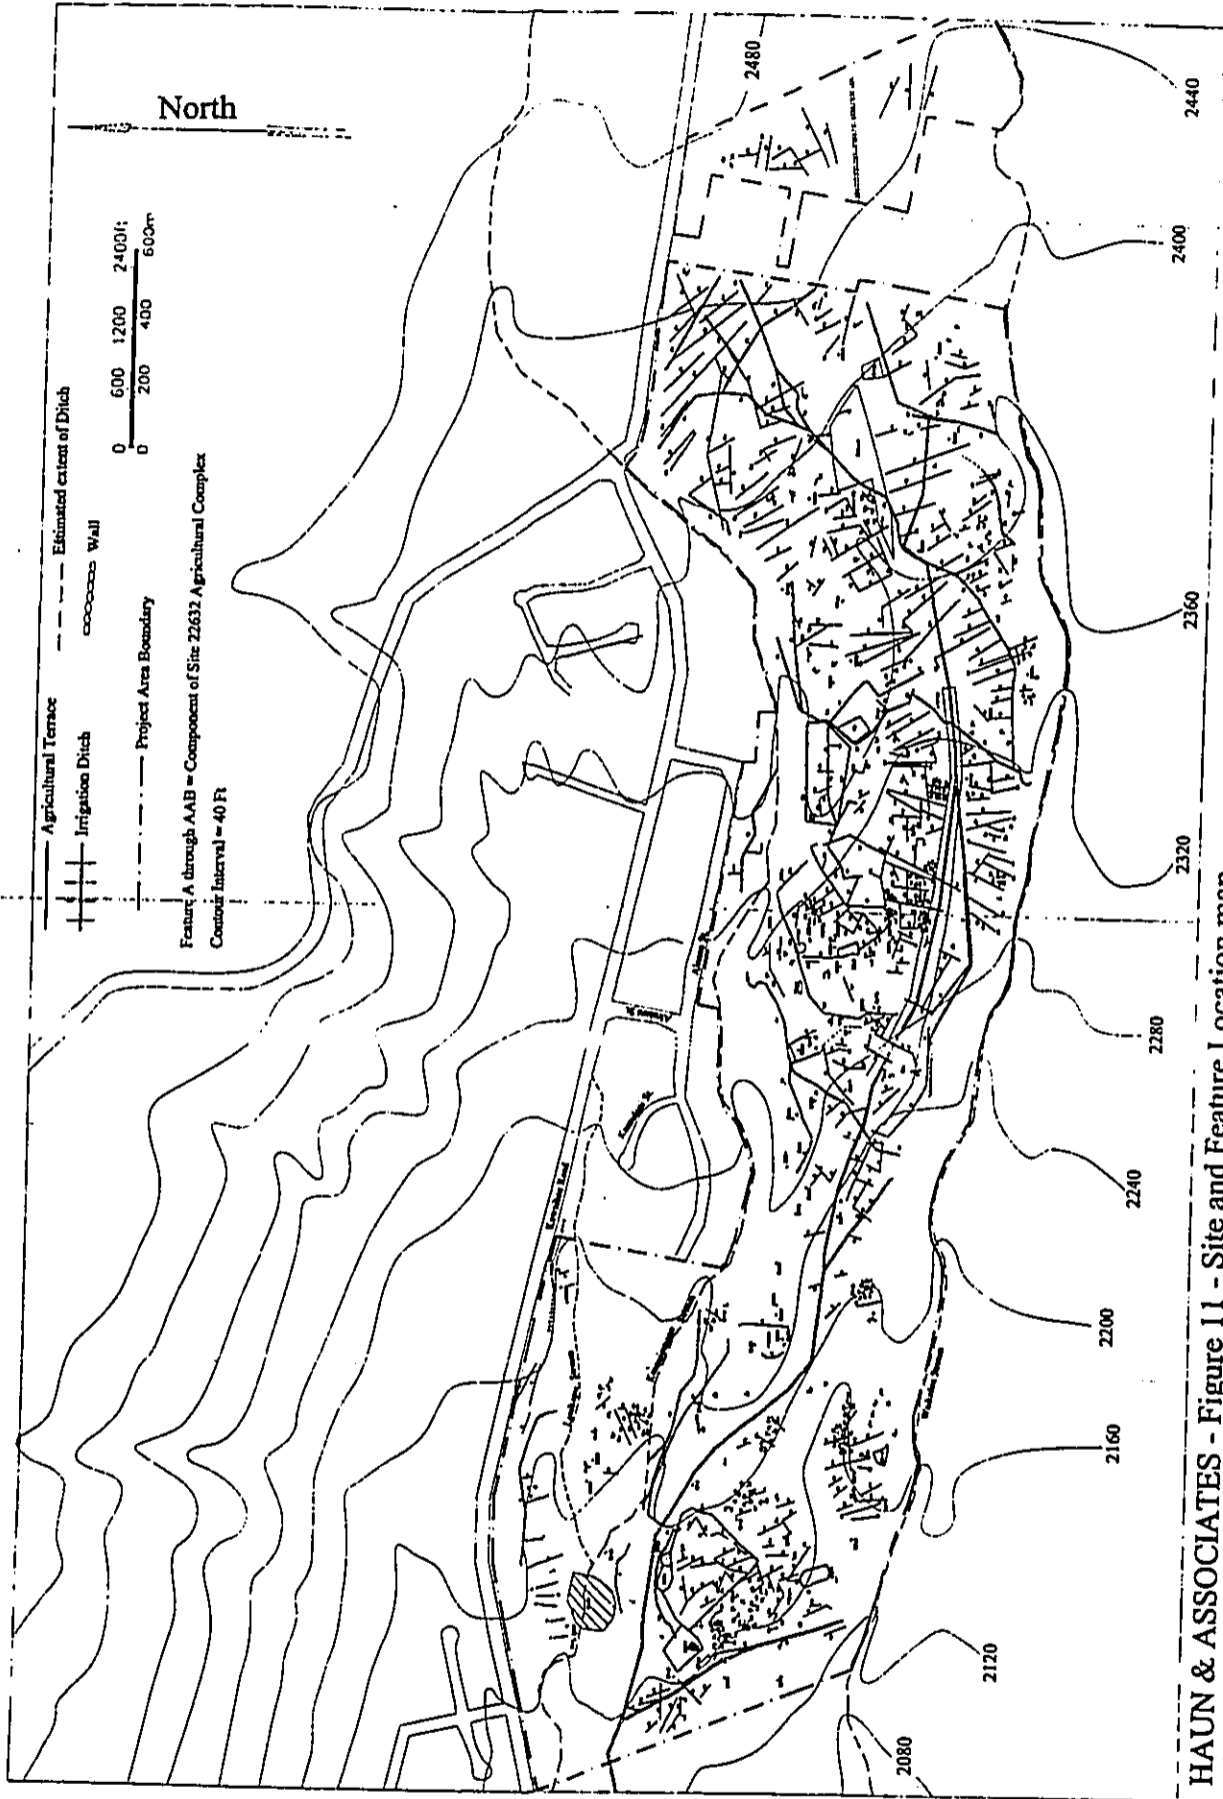 North
0 600 1200 2400ft
0 200 400 600m
Agricultural Terrace
Estimated extent of Ditch
Irrigation Ditch
Wall
Project Area Boundary
Feature A through AAB = Component of Site 22632 Agricultural Complex
Contour Interval = 40 Ft
2480
2440
2400
2360
2320
2280
2240
2200
2160
2120
2080
HAUN & ASSOCIATES - Figure 11 - Site and Feature Location map